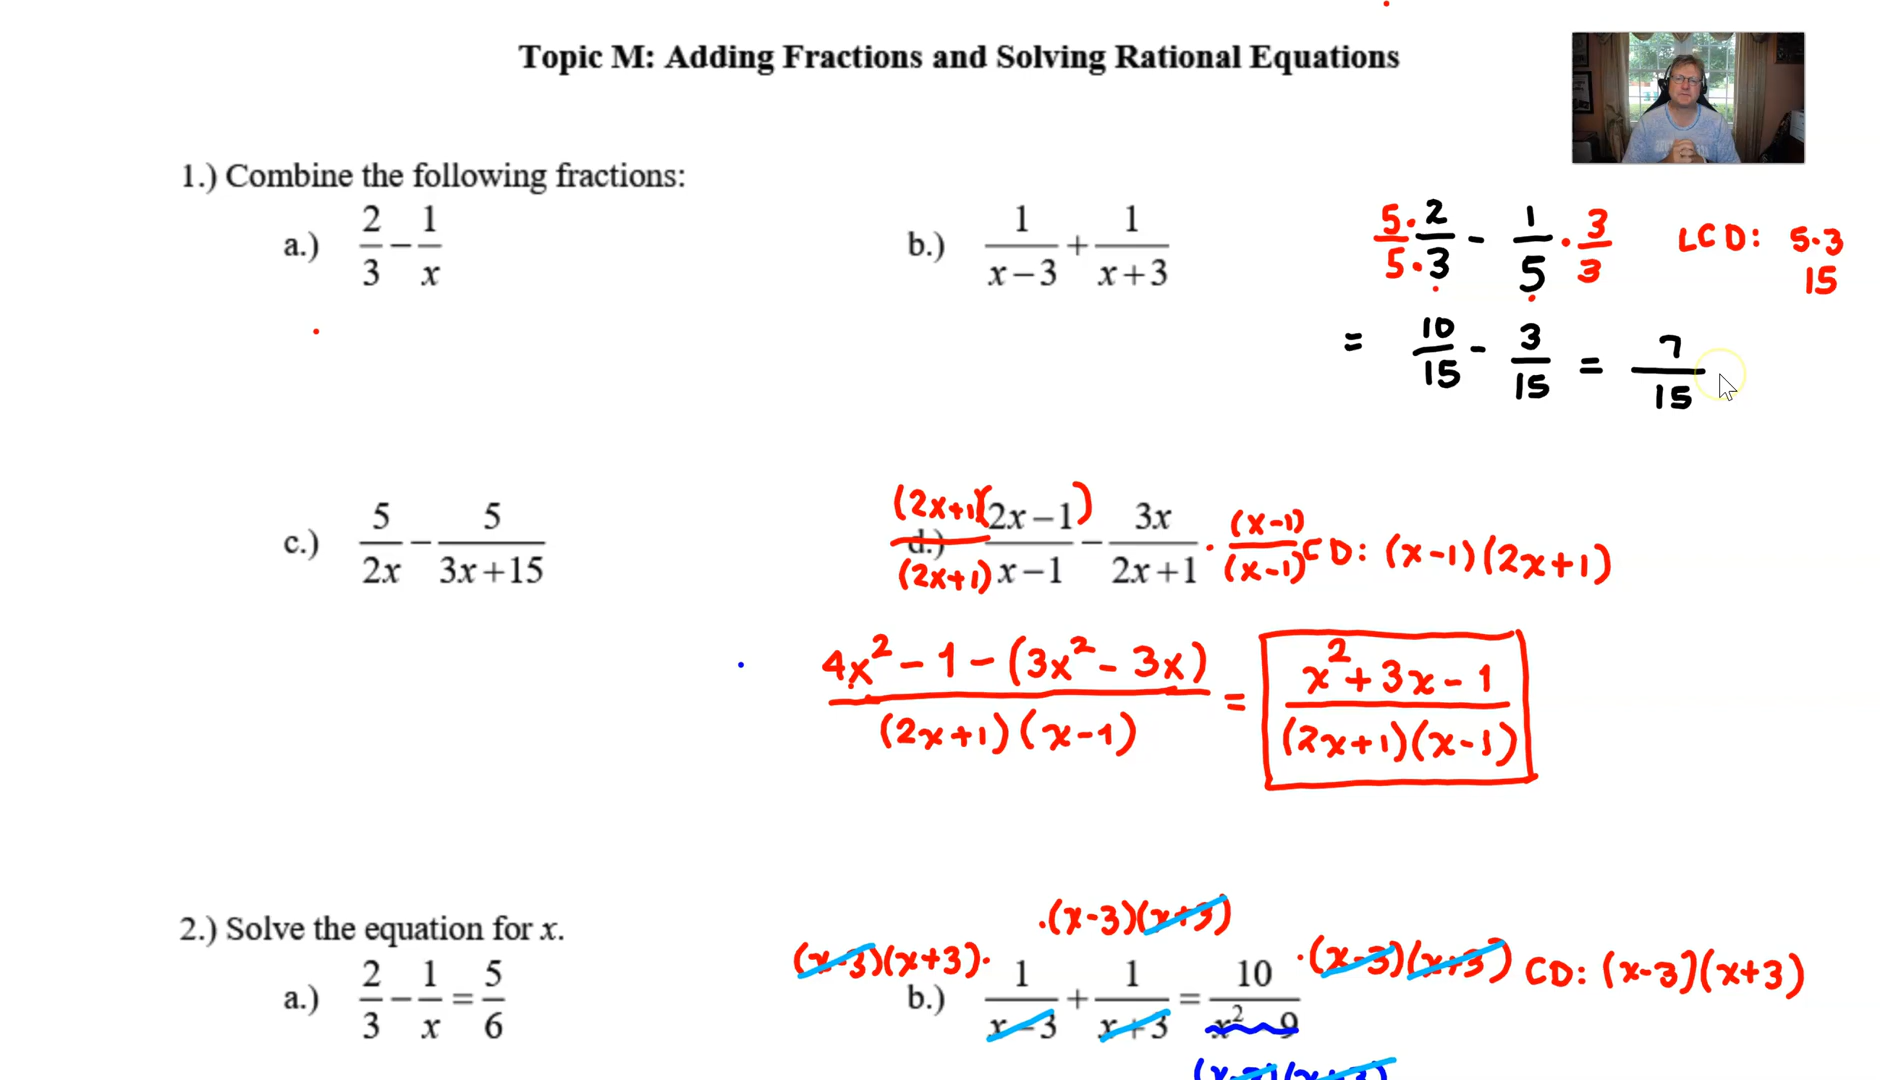 Topic M: Adding Fractions and Solving Rational Equations
1.) Combine the following fractions:
a.) 2/3 − 1/x
b.) 1/(x−3) + 1/(x+3)
5/5 · 2/3 − 1/5 · 3/3 LCD: 5·3
15
= 10/15 − 3/15 = 7/15
c.) 5/2x − 5/(3x+15)
d.) (2x+1)(2x−1)/(2x+1)(x−1) − 3x/(2x+1) · (x−1)/(x−1) CD: (x−1)(2x+1)
(4x² − 1 − (3x² − 3x))/((2x+1)(x−1)) = (x² + 3x − 1)/((2x+1)(x−1))
2.) Solve the equation for x.
a.) 2/3 − 1/x = 5/6
·(x−3)(x+3)
b.) (x−3)(x+3)· 1/(x−3) + 1/(x+3) = 10/(x² − 9) ·(x−3)(x+3) CD: (x−3)(x+3)